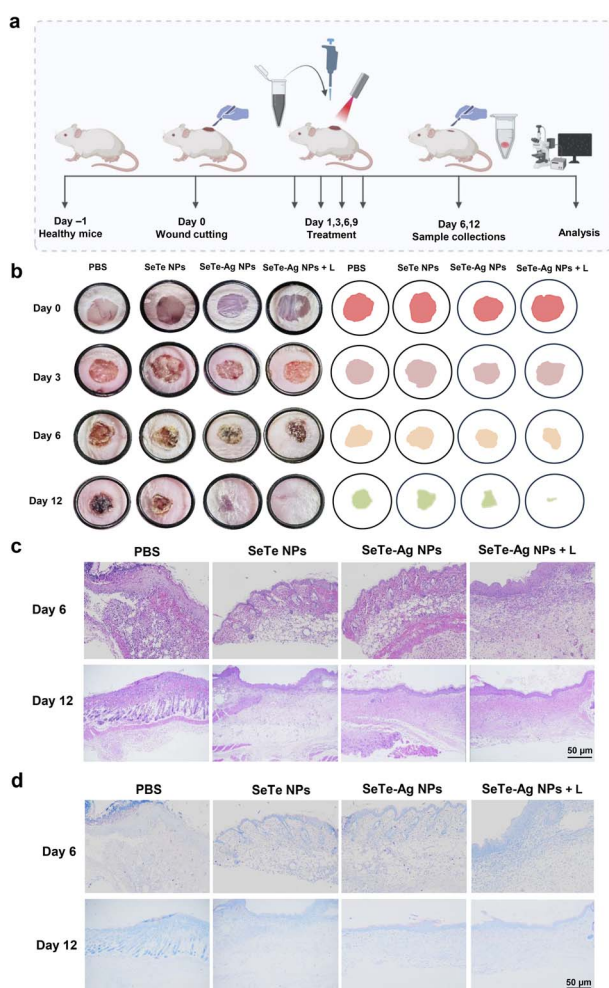 a
Day –1
Healthy mice
Day 0
Wound cutting
Day 1,3,6,9
Treatment
Day 6,12
Sample collections
Analysis
b
PBS SeTe NPs SeTe-Ag NPs SeTe-Ag NPs + L PBS SeTe NPs SeTe-Ag NPs SeTe-Ag NPs + L
Day 0
Day 3
Day 6
Day 12
c
PBS SeTe NPs SeTe-Ag NPs SeTe-Ag NPs + L
Day 6
Day 12
50 μm
d
PBS SeTe NPs SeTe-Ag NPs SeTe-Ag NPs + L
Day 6
Day 12
50 μm